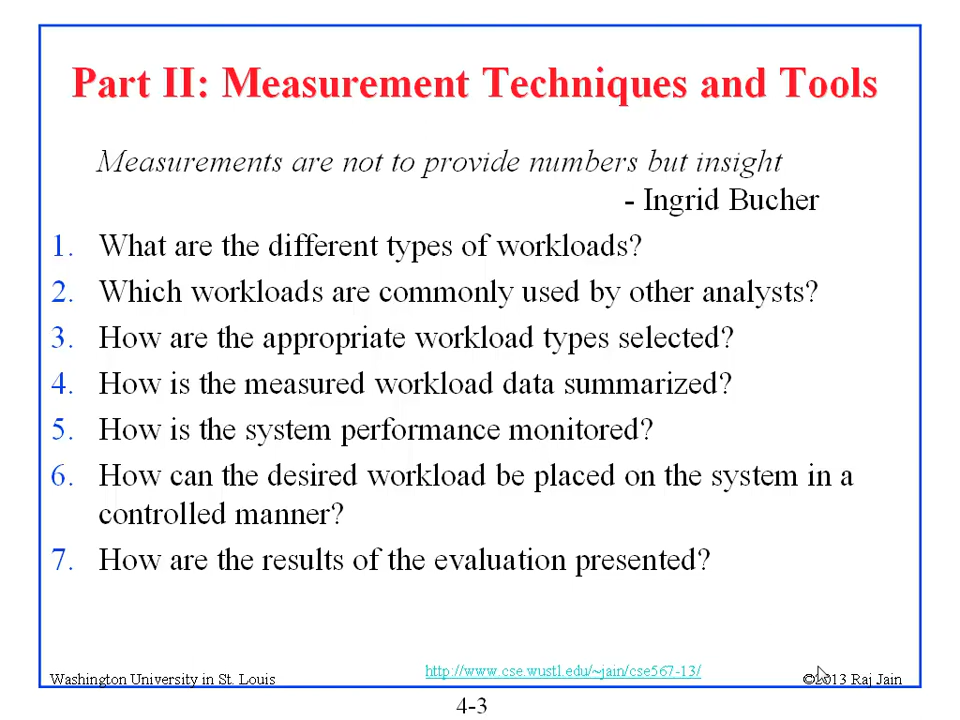 Part II: Measurement Techniques and Tools
Measurements are not to provide numbers but insight
- Ingrid Bucher
1. What are the different types of workloads?
2. Which workloads are commonly used by other analysts?
3. How are the appropriate workload types selected?
4. How is the measured workload data summarized?
5. How is the system performance monitored?
6. How can the desired workload be placed on the system in a
controlled manner?
7. How are the results of the evaluation presented?
Washington University in St. Louis
http://www.cse.wustl.edu/~jain/cse567-13/
©2013 Raj Jain
4-3